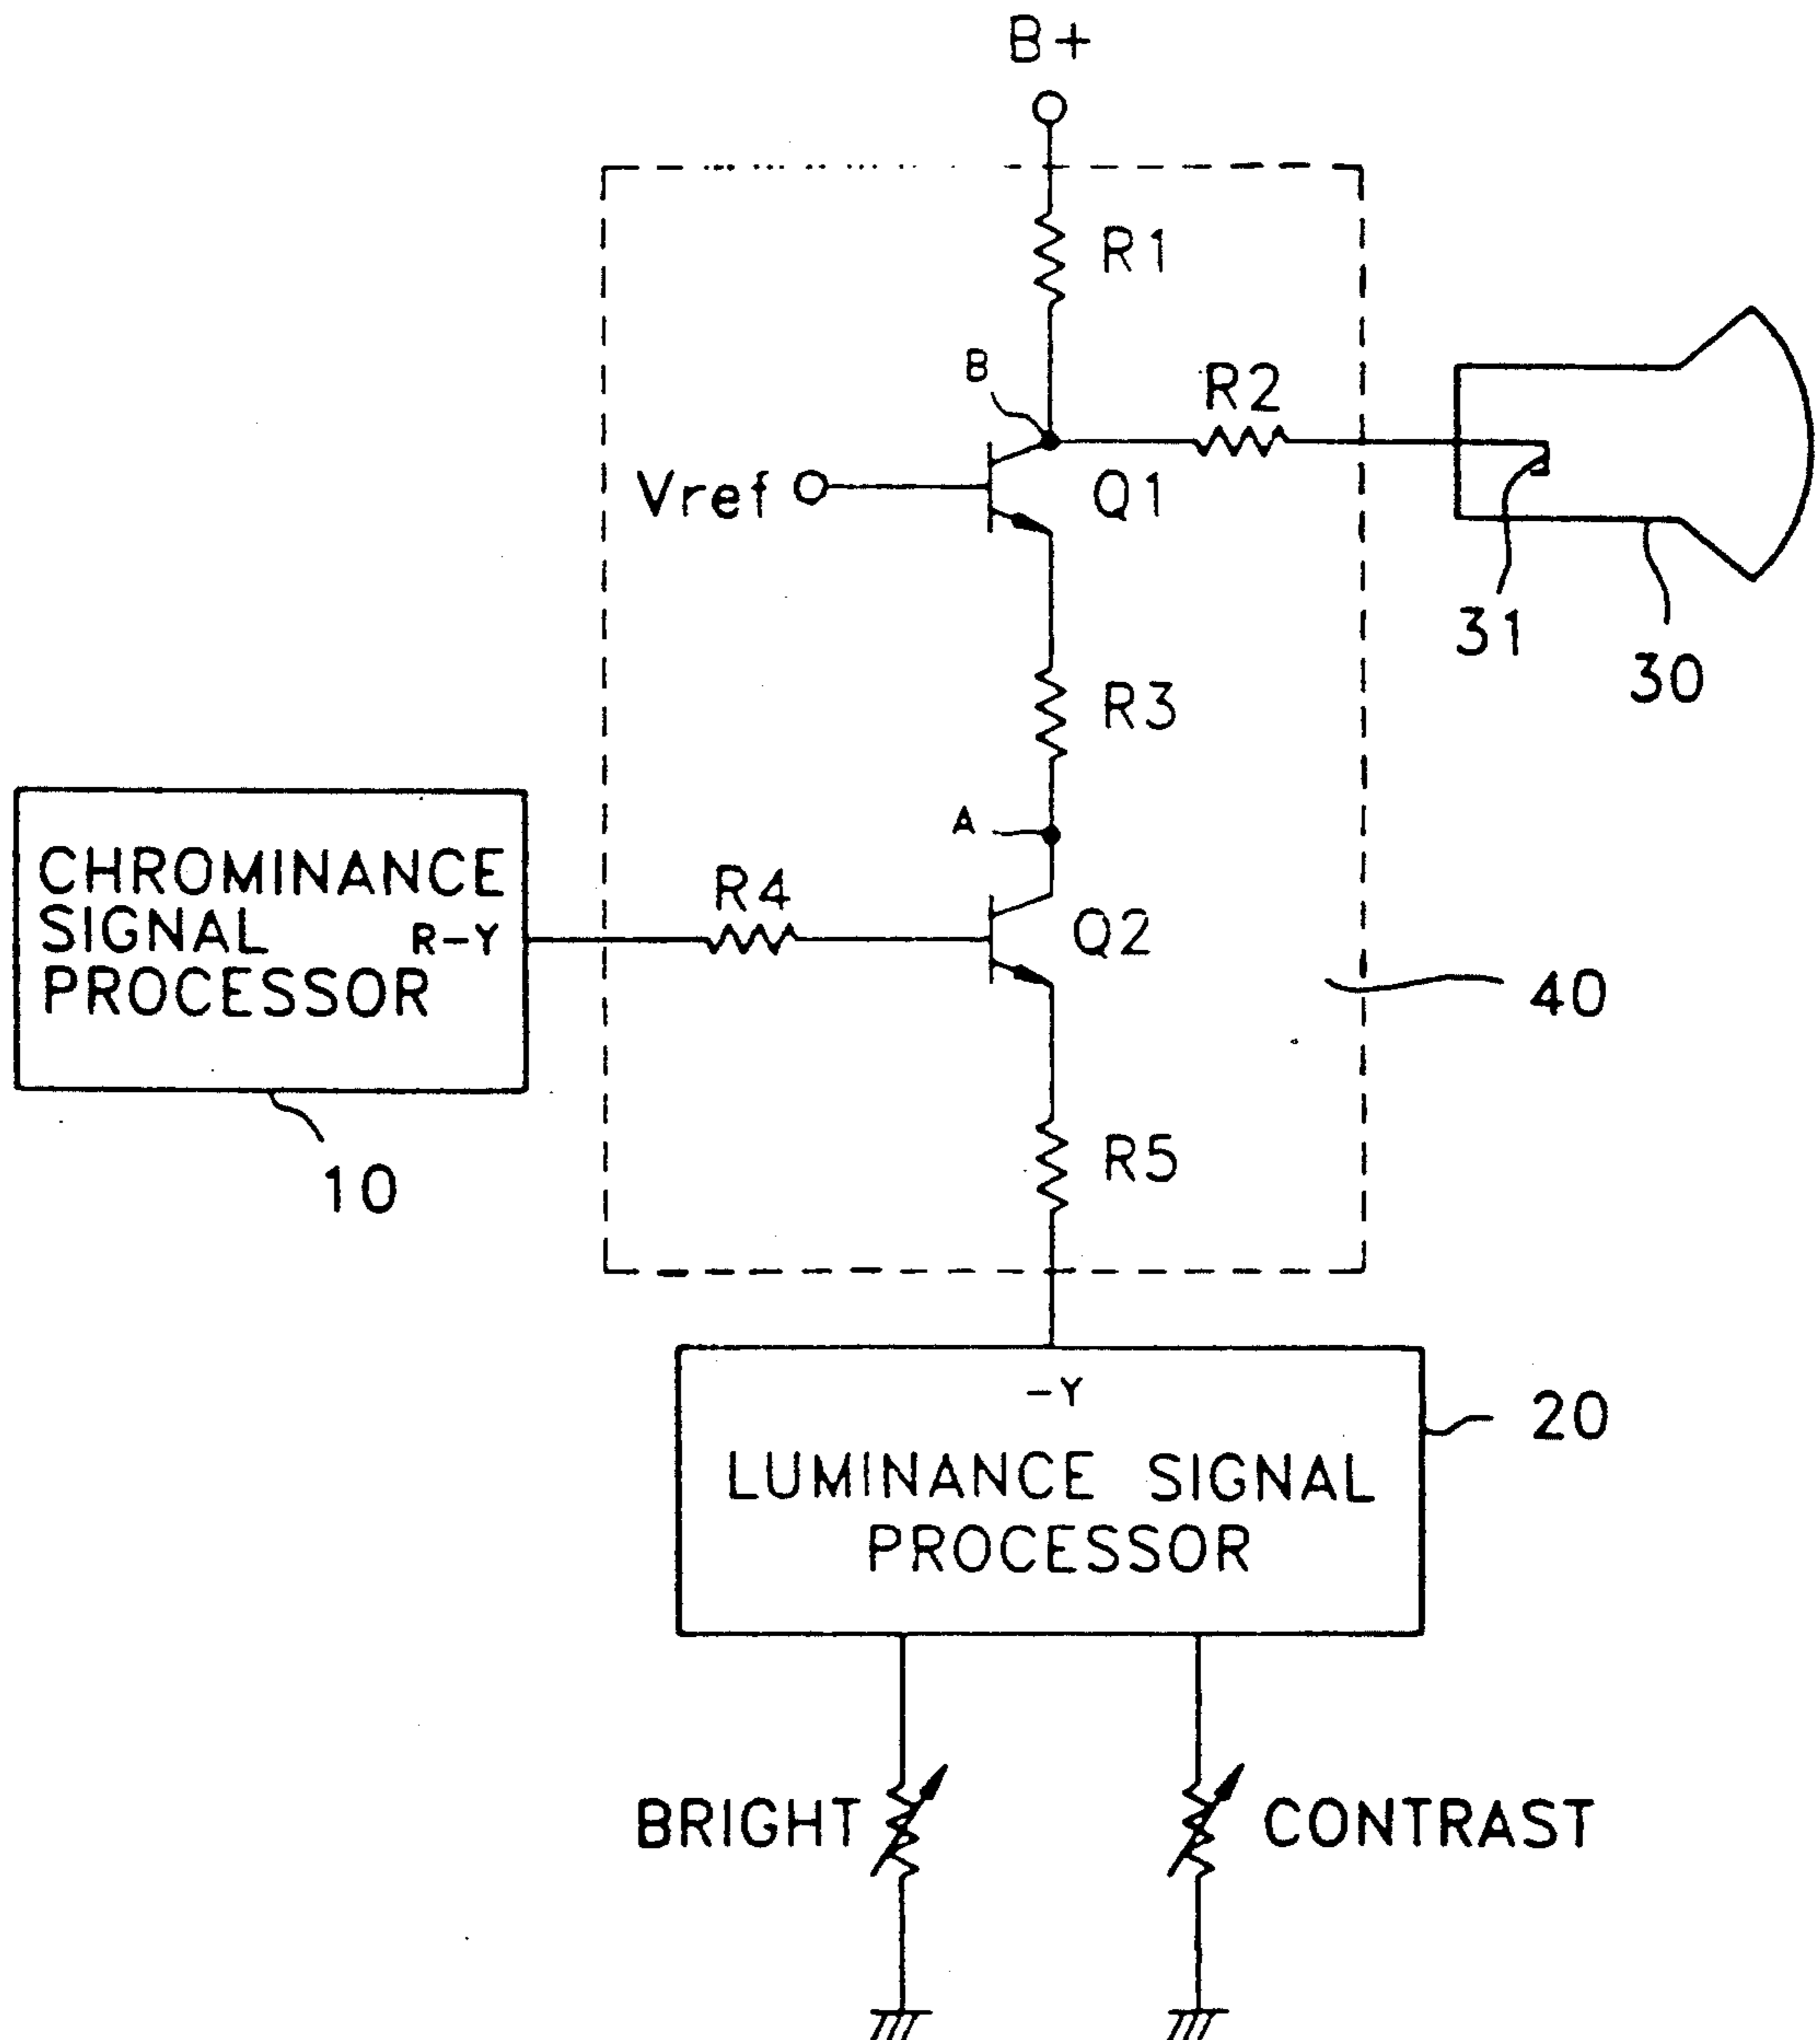 B+
R1
B
R2
Vref
Q1
31
30
R3
A
CHROMINANCE
SIGNAL R-Y
PROCESSOR
R4
Q2
40
10
R5
-Y
20
LUMINANCE SIGNAL
PROCESSOR
BRIGHT
CONTRAST